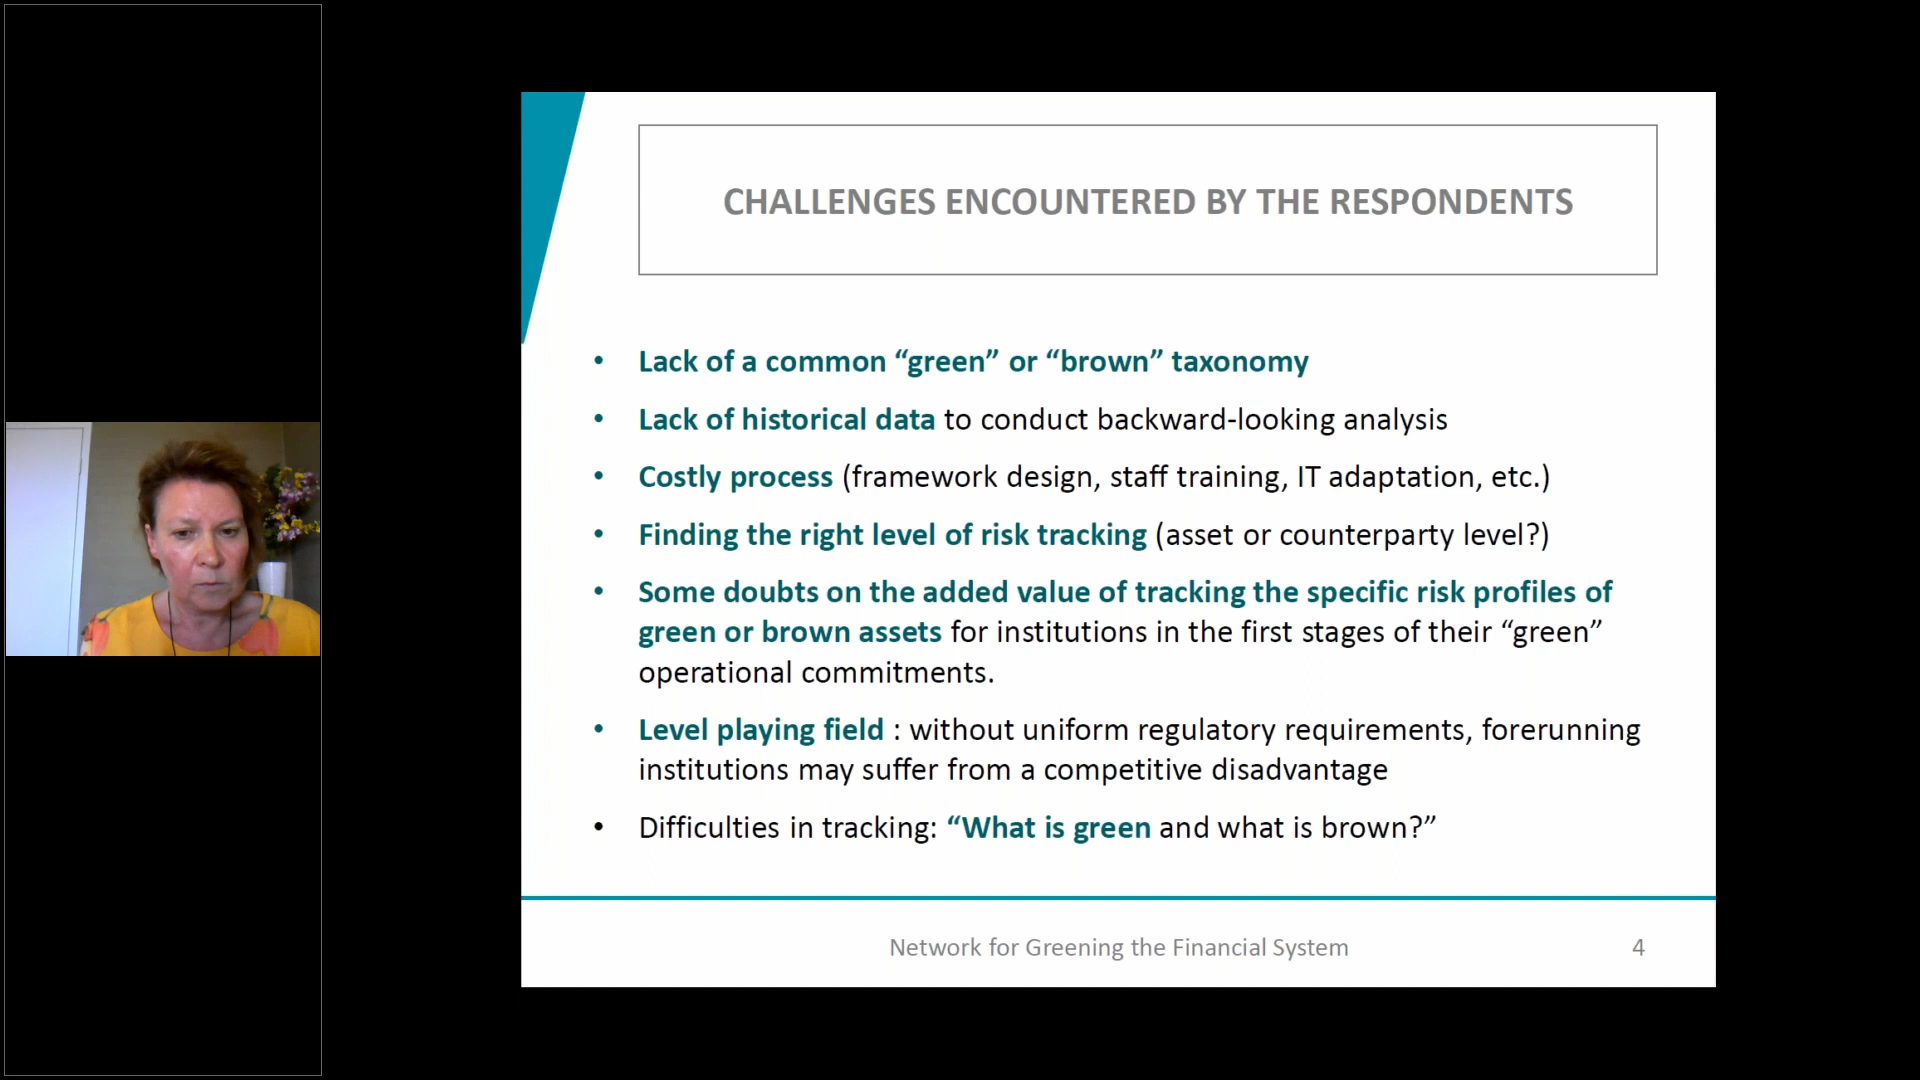 CHALLENGES ENCOUNTERED BY THE RESPONDENTS
• Lack of a common “green” or “brown” taxonomy
• Lack of historical data to conduct backward-looking analysis
• Costly process (framework design, staff training, IT adaptation, etc.)
• Finding the right level of risk tracking (asset or counterparty level?)
• Some doubts on the added value of tracking the specific risk profiles of
green or brown assets for institutions in the first stages of their “green”
operational commitments.
• Level playing field : without uniform regulatory requirements, forerunning
institutions may suffer from a competitive disadvantage
• Difficulties in tracking: “What is green and what is brown?”
Network for Greening the Financial System 4